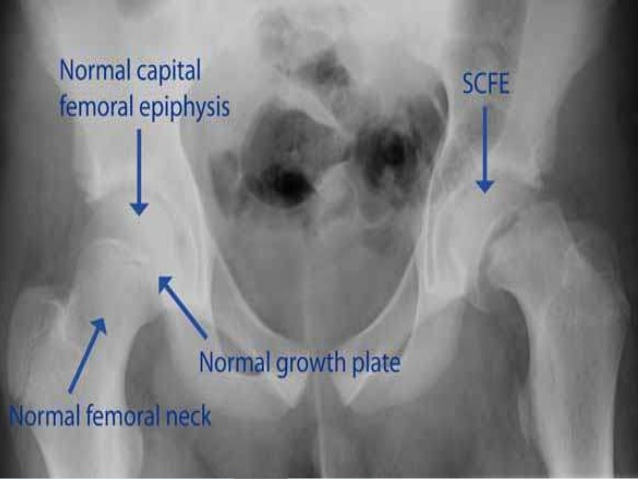 Normal capital
femoral epiphysis
SCFE
Normal growth plate
Normal femoral neck